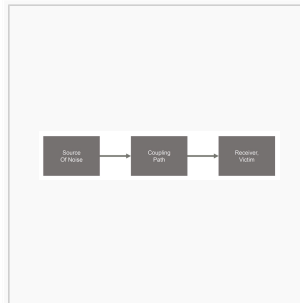 Source
Of Noise
Coupling
Path
Receiver,
Victim